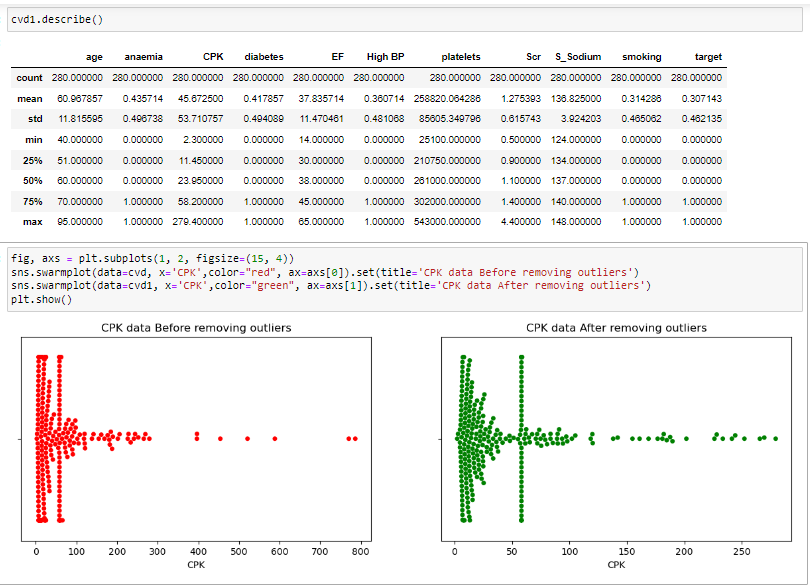 cvd1.describe()
age anaemia CPK diabetes EF High BP platelets Scr S_Sodium smoking target
count 280.000000 280.000000 280.000000 280.000000 280.000000 280.000000 280.000000 280.000000 280.000000 280.000000 280.000000
mean 60.967857 0.435714 45.672500 0.417857 37.835714 0.360714 258820.064286 1.275393 136.825000 0.314286 0.307143
std 11.815595 0.496738 53.710757 0.494089 11.470461 0.481068 85605.349796 0.615743 3.924203 0.465062 0.462135
min 40.000000 0.000000 2.300000 0.000000 14.000000 0.000000 25100.000000 0.500000 124.000000 0.000000 0.000000
25% 51.000000 0.000000 11.450000 0.000000 30.000000 0.000000 210750.000000 0.900000 134.000000 0.000000 0.000000
50% 60.000000 0.000000 23.950000 0.000000 38.000000 0.000000 261000.000000 1.100000 137.000000 0.000000 0.000000
75% 70.000000 1.000000 58.200000 1.000000 45.000000 1.000000 302000.000000 1.400000 140.000000 1.000000 1.000000
max 95.000000 1.000000 279.400000 1.000000 65.000000 1.000000 543000.000000 4.400000 148.000000 1.000000 1.000000
fig, axs = plt.subplots(1, 2, figsize=(15, 4))
sns.swarmplot(data=cvd, x='CPK',color="red", ax=axs[0]).set(title='CPK data Before removing outliers')
sns.swarmplot(data=cvd1, x='CPK',color="green", ax=axs[1]).set(title='CPK data After removing outliers')
plt.show()
CPK data Before removing outliers
0 100 200 300 400 500 600 700 800
CPK
CPK data After removing outliers
0 50 100 150 200 250
CPK